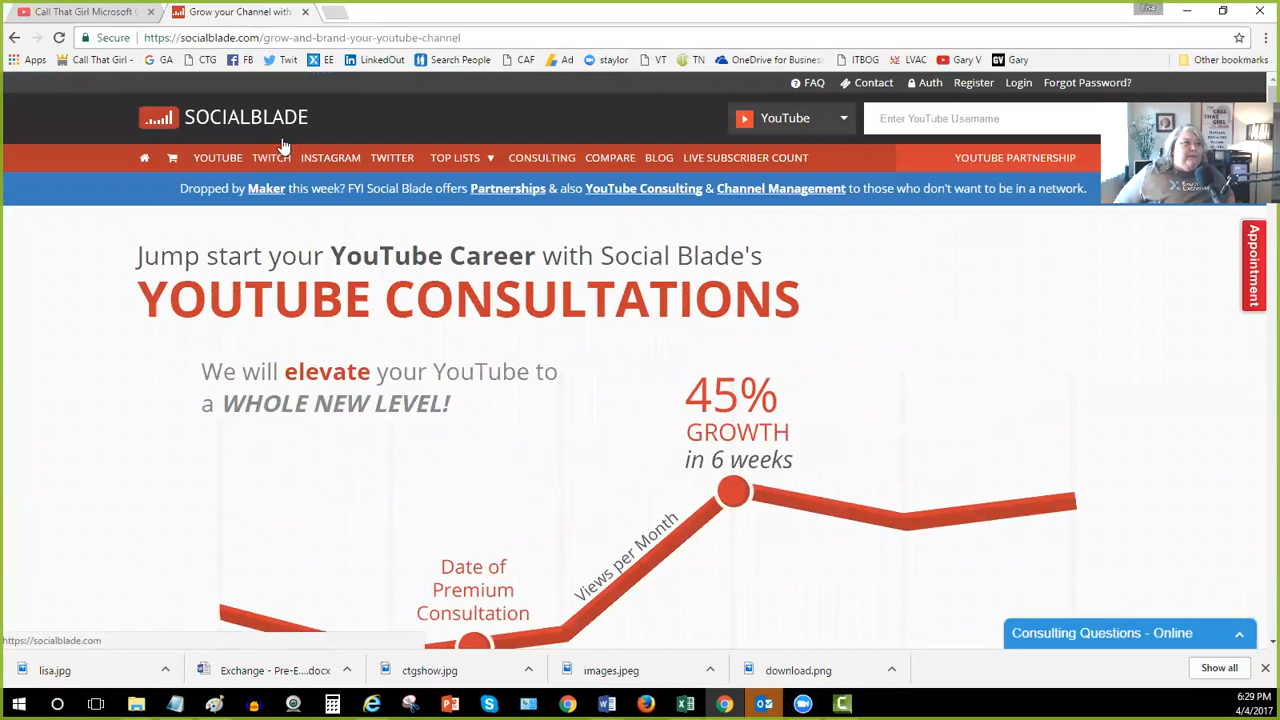 Lisa
Call That Girl Microsoft
Grow your Channel with
Secure https://socialblade.com/grow-and-brand-your-youtube-channel
Apps Call That Girl - GA CTG FB Twit EE LinkedOut Search People CAF Ad staylor VT TN OneDrive for Business ITBOG LVAC Gary V Gary Other bookmarks
FAQ Contact Auth Register Login Forgot Password?
SOCIALBLADE YouTube Enter YouTube Username
YOUTUBE TWITCH INSTAGRAM TWITTER TOP LISTS ▼ CONSULTING COMPARE BLOG LIVE SUBSCRIBER COUNT YOUTUBE PARTNERSHIP
Dropped by Maker this week? FYI Social Blade offers Partnerships & also YouTube Consulting & Channel Management to those who don't want to be in a network.
Jump start your YouTube Career with Social Blade's
YOUTUBE CONSULTATIONS
Appointment
We will elevate your YouTube to
a WHOLE NEW LEVEL!
45%
GROWTH
in 6 weeks
Views per Month
Date of
Premium
Consultation
Consulting Questions - Online
https://socialblade.com
lisa.jpg Exchange - Pre-E....docx ctgshow.jpg images.jpeg download.png Show all
6:29 PM
4/4/2017